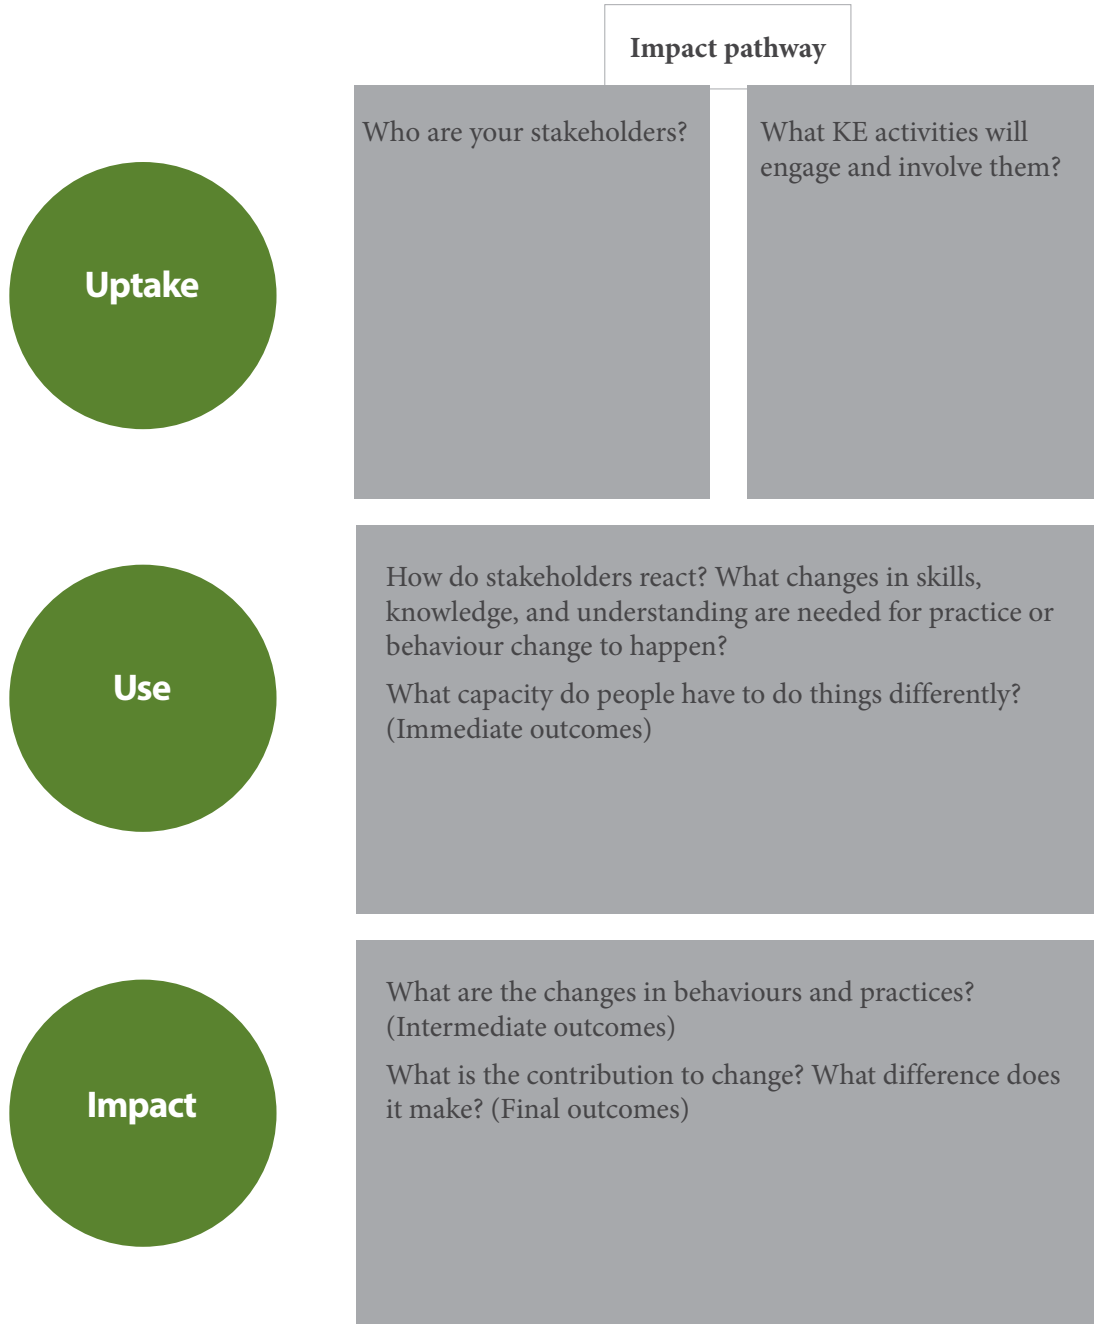 Impact pathway
Who are your stakeholders?
What KE activities will
engage and involve them?
Uptake
How do stakeholders react? What changes in skills,
knowledge, and understanding are needed for practice or
behaviour change to happen?
What capacity do people have to do things differently?
(Immediate outcomes)
Use
What are the changes in behaviours and practices?
(Intermediate outcomes)
What is the contribution to change? What difference does
it make? (Final outcomes)
Impact